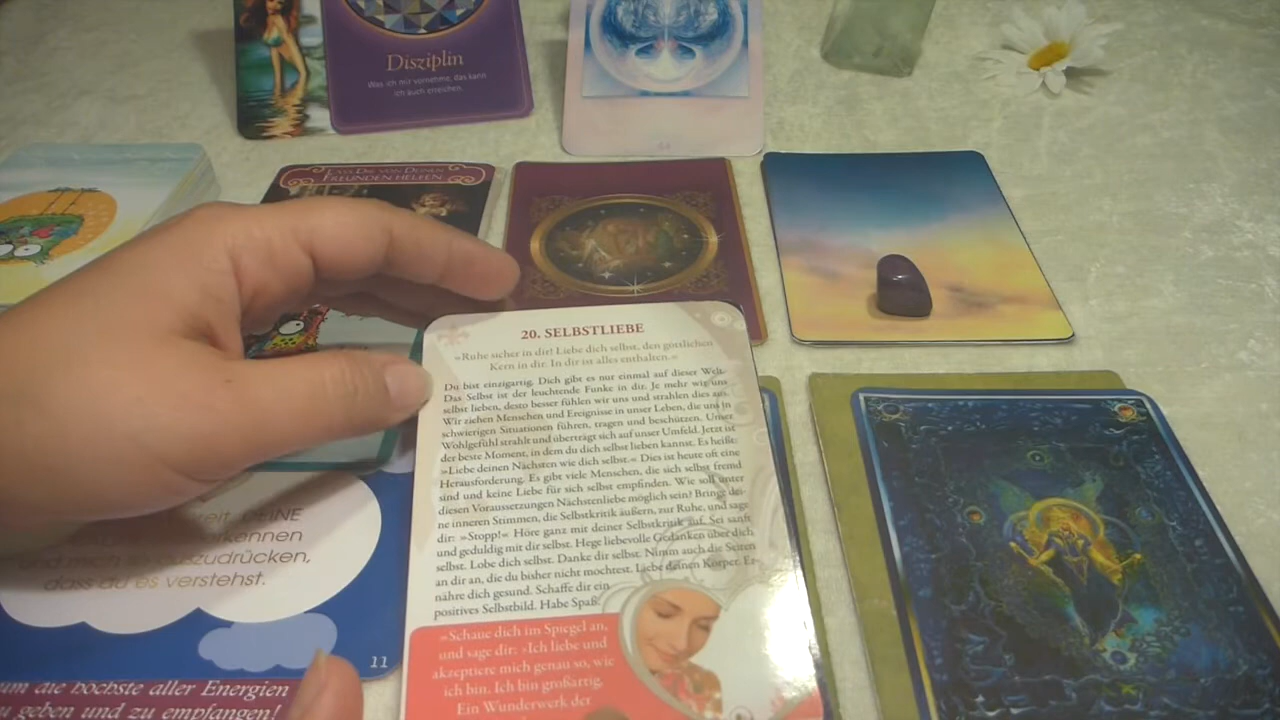 Disziplin
Was ich mir vornehme, das kann
ich auch erreichen.
44
LASS DIR VON DEINEN
FREUNDEN HELFEN
20. SELBSTLIEBE
»Ruhe sicher in dir! Liebe dich selbst, den göttlichen
Kern in dir. In dir ist alles enthalten.«
Du bist einzigartig. Dich gibt es nur einmal auf dieser Welt.
Das Selbst ist der leuchtende Funke in dir. Je mehr wir uns
selbst lieben, desto besser fühlen wir uns und strahlen dies aus.
Wir ziehen Menschen und Ereignisse in unser Leben, die uns in
schwierigen Situationen führen, tragen und beschützen. Unser
Wohlgefühl strahlt und überträgt sich auf unser Umfeld. Jetzt ist
der beste Moment, in dem du dich selbst lieben kannst. Es heißt:
»Liebe deinen Nächsten wie dich selbst.« Dies ist heute oft eine
Herausforderung. Es gibt viele Menschen, die sich selbst fremd
sind und keine Liebe für sich selbst empfinden. Wie soll unter
diesen Voraussetzungen Nächstenliebe möglich sein? Bringe dei-
ne inneren Stimmen, die Selbstkritik äußern, zur Ruhe, und sage
dir: »Stopp!« Höre ganz mit deiner Selbstkritik auf. Sei sanft
und geduldig mit dir selbst. Hege liebevolle Gedanken über dich
selbst. Lobe dich selbst. Danke dir selbst. Nimm auch die Seiten
an dir an, die du bisher nicht mochtest. Liebe deinen Körper. Er-
nähre dich gesund. Schaffe dir ein
positives Selbstbild. Habe Spaß.
»Schaue dich im Spiegel an,
und sage dir: »Ich liebe und
akzeptiere mich genau so, wie
ich bin. Ich bin großartig.
Ein Wunderwerk der
DEINE
erkennen
auszudrücken,
dass du es verstehst.
11
um die höchste aller Energien
zu geben und zu empfangen!